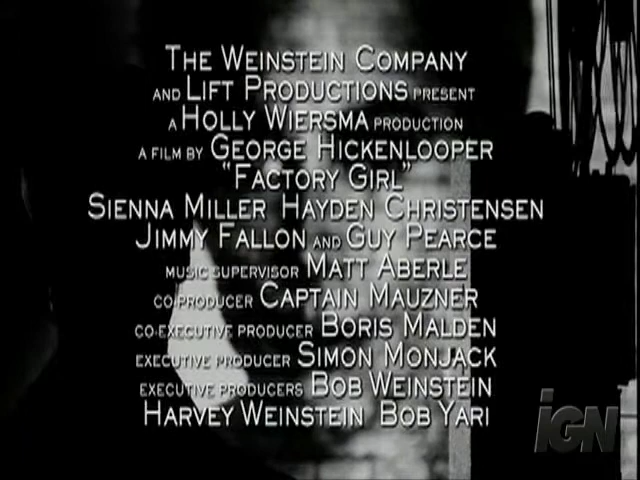 THE WEINSTEIN COMPANY
AND LIFT PRODUCTIONS PRESENT
A HOLLY WIERSMA PRODUCTION
A FILM BY GEORGE HICKENLOOPER
"FACTORY GIRL"
SIENNA MILLER HAYDEN CHRISTENSEN
JIMMY FALLON AND GUY PEARCE
MUSIC SUPERVISOR MATT ABERLE
CO-PRODUCER CAPTAIN MAUZNER
CO-EXECUTIVE PRODUCER BORIS MALDEN
EXECUTIVE PRODUCER SIMON MONJACK
EXECUTIVE PRODUCERS BOB WEINSTEIN
HARVEY WEINSTEIN BOB YARI
IGN